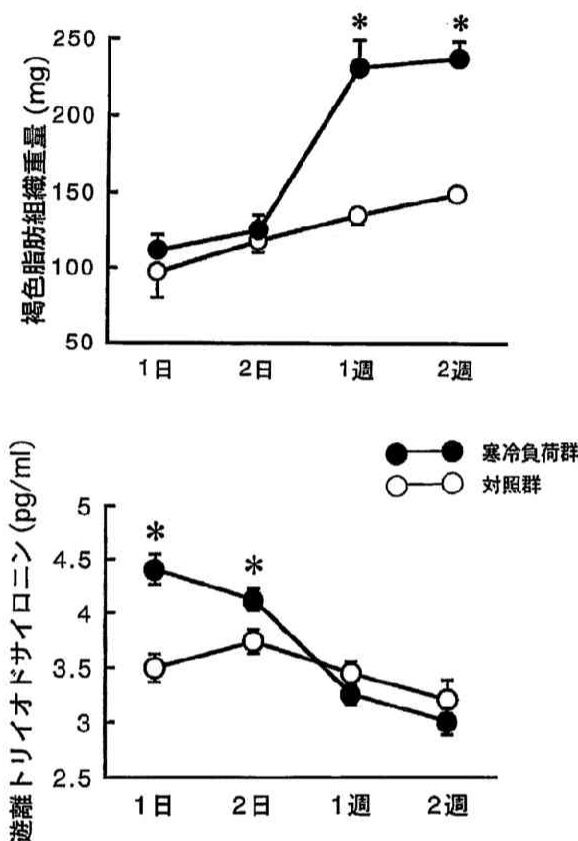 褐色脂肪組織重量 (mg)
250
200
150
100
50
* *
1日 2日 1週 2週
●—● 寒冷負荷群
○—○ 対照群
遊離トリイオドサイロニン (pg/ml)
5
4.5
4
3.5
3
2.5
* *
1日 2日 1週 2週